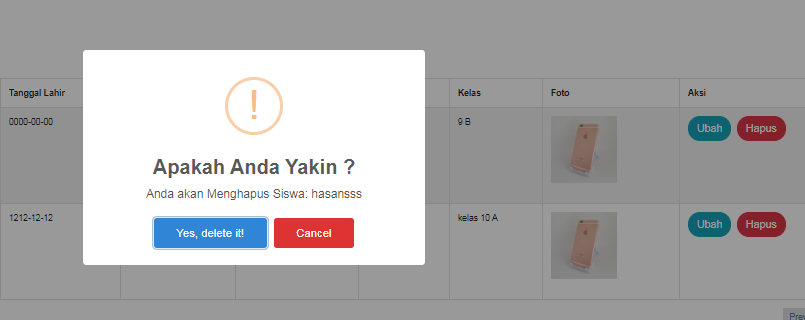 Tanggal Lahir Kelas Foto Aksi
0000-00-00 9 B Ubah Hapus
!
Apakah Anda Yakin ?
Anda akan Menghapus Siswa: hasansss
1212-12-12 kelas 10 A Ubah Hapus
Yes, delete it! Cancel